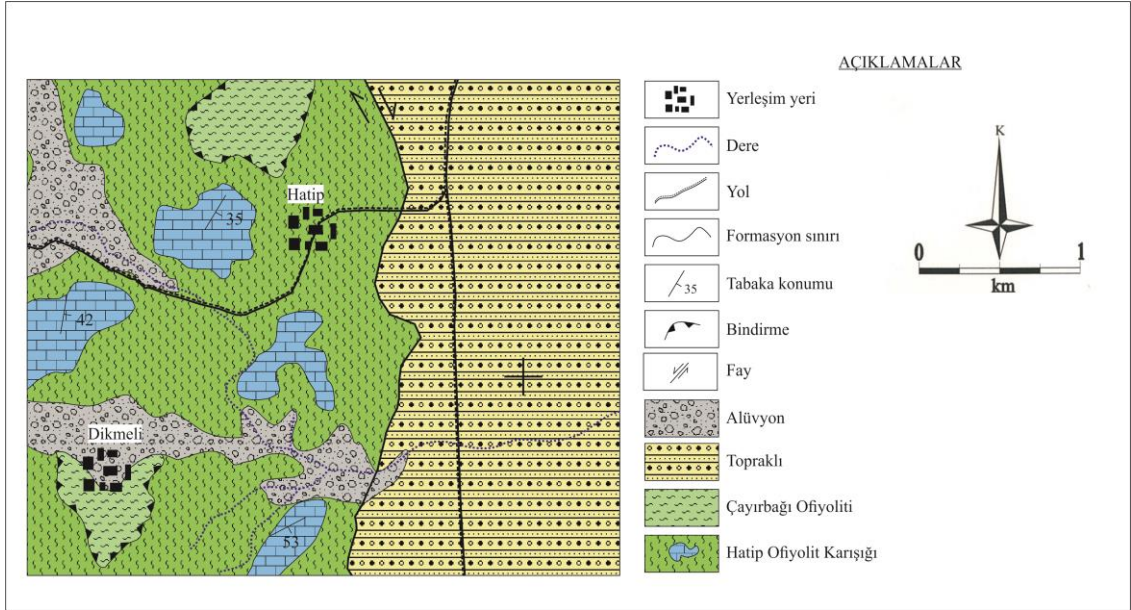 AÇIKLAMALAR
Yerleşim yeri
Dere
Yol
Formasyon sınırı
35
Tabaka konumu
Bindirme
Fay
Alüvyon
Topraklı
Çayırbağı Ofiyoliti
Hatip Ofiyolit Karışığı
K
0 1
km
Hatip
35
42
Dikmeli
53